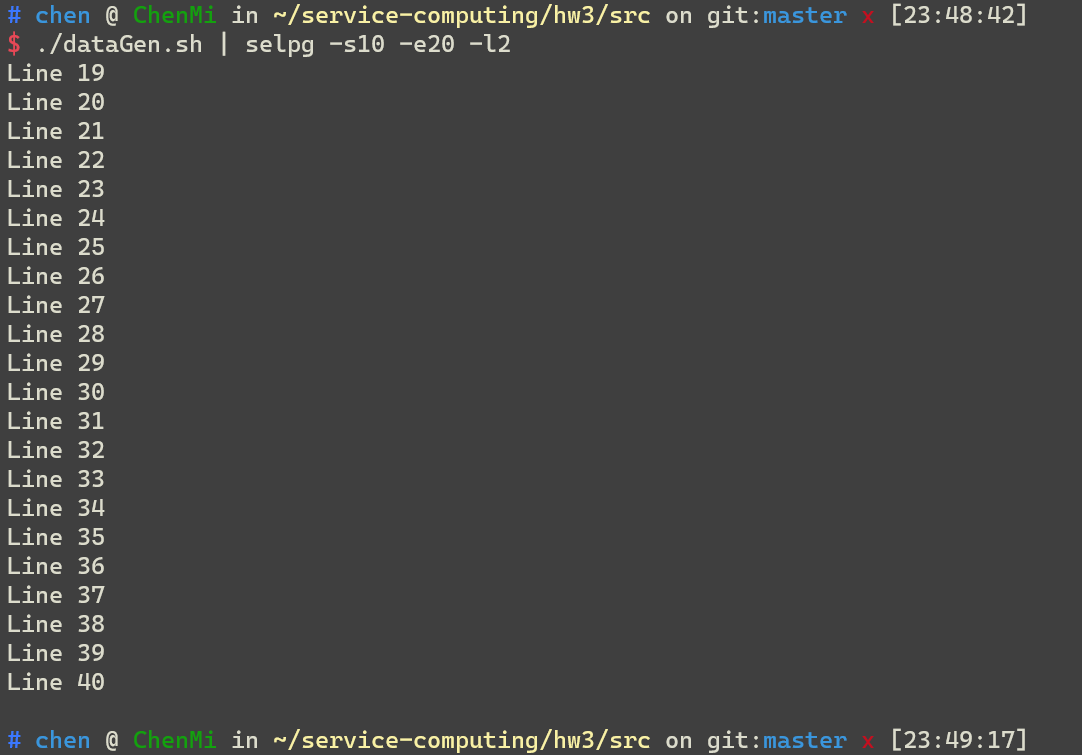 # chen @ ChenMi in ~/service-computing/hw3/src on git:master x [23:48:42]
$ ./dataGen.sh | selpg -s10 -e20 -l2
Line 19
Line 20
Line 21
Line 22
Line 23
Line 24
Line 25
Line 26
Line 27
Line 28
Line 29
Line 30
Line 31
Line 32
Line 33
Line 34
Line 35
Line 36
Line 37
Line 38
Line 39
Line 40
# chen @ ChenMi in ~/service-computing/hw3/src on git:master x [23:49:17]